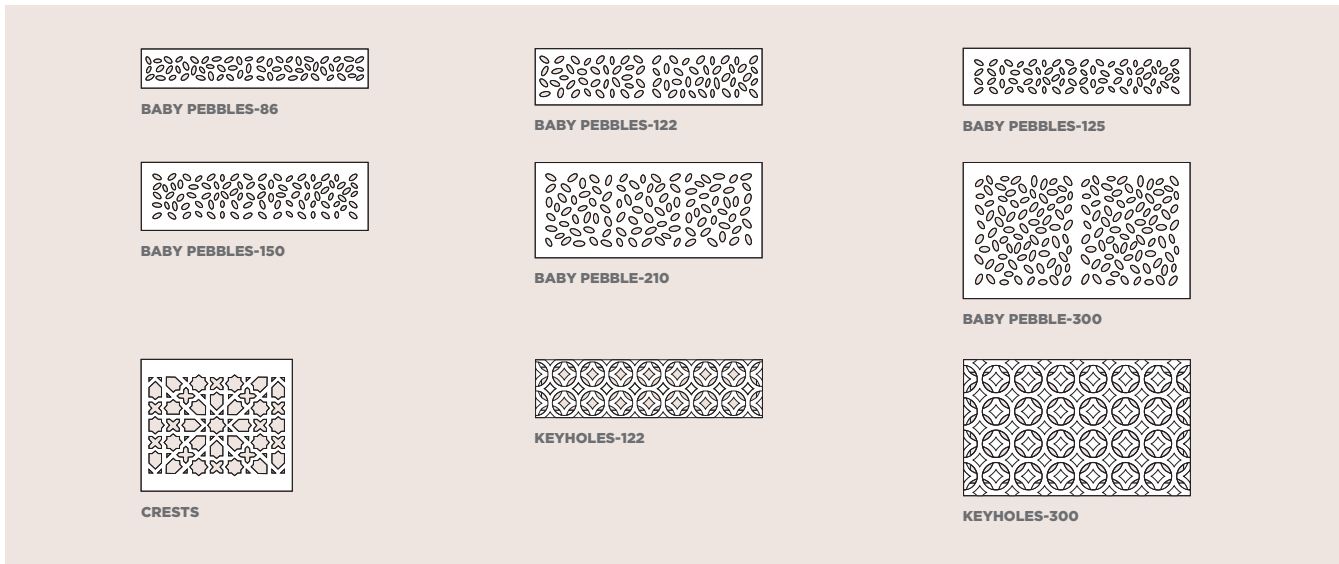 BABY PEBBLES-86
BABY PEBBLES-122
BABY PEBBLES-125
BABY PEBBLES-150
BABY PEBBLE-210
BABY PEBBLE-300
CRESTS
KEYHOLES-122
KEYHOLES-300